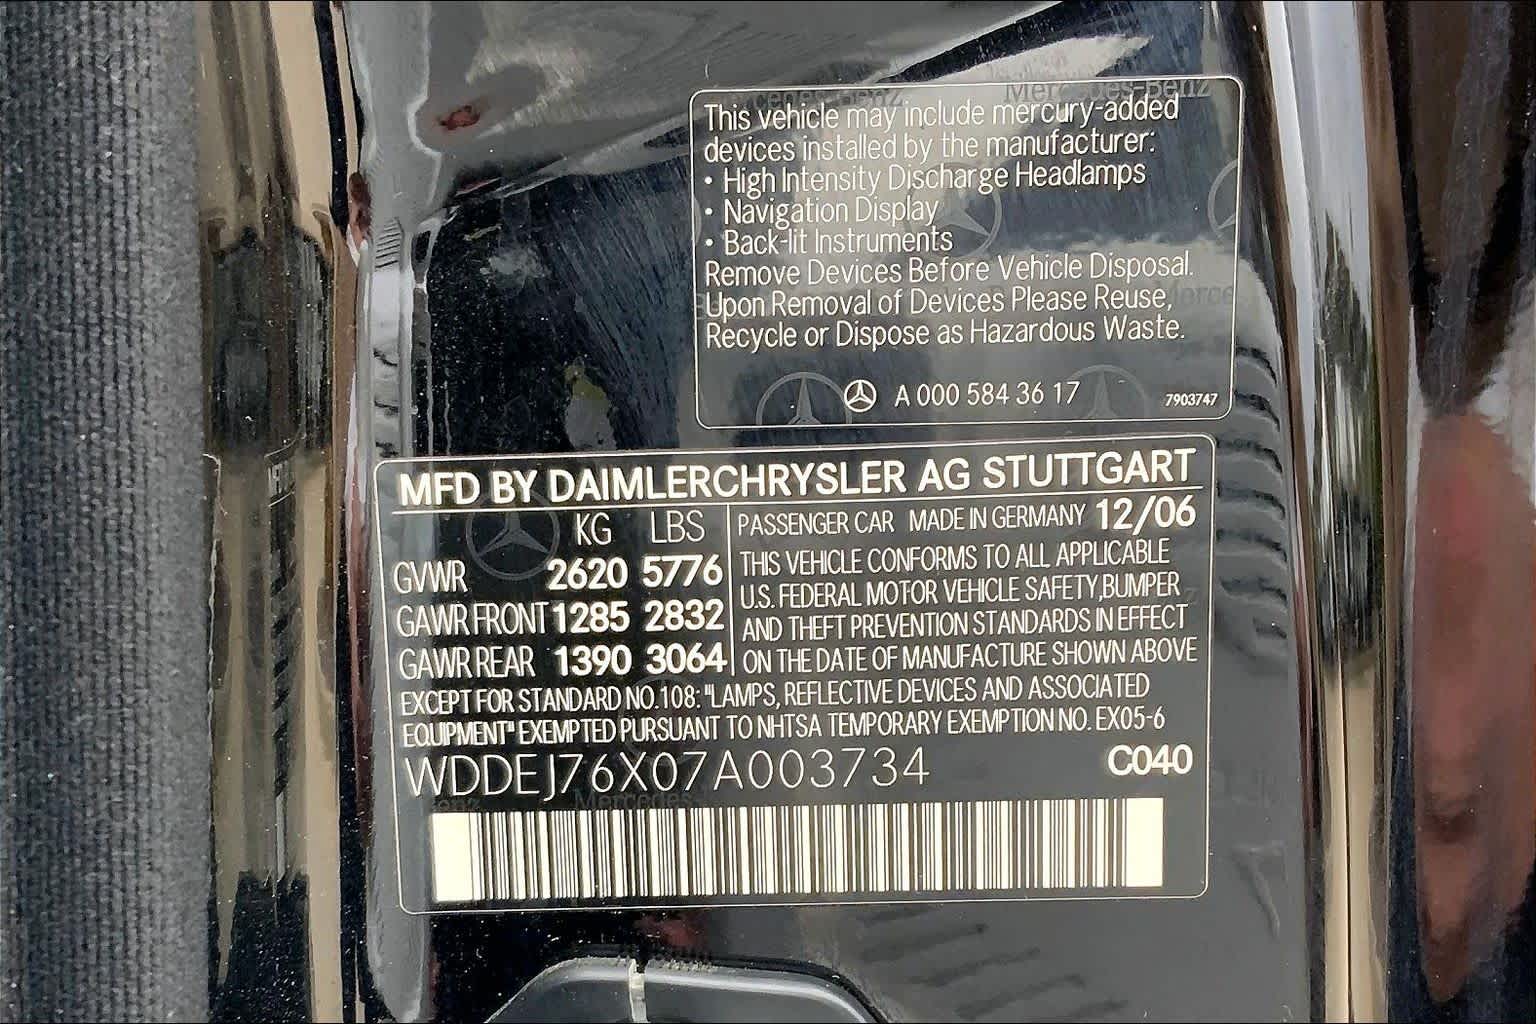 This vehicle may include mercury-added
devices installed by the manufacturer:
• High Intensity Discharge Headlamps
• Navigation Display
• Back-lit Instruments
Remove Devices Before Vehicle Disposal.
Upon Removal of Devices Please Reuse,
Recycle or Dispose as Hazardous Waste.
A 000 584 36 17 7903747
MFD BY DAIMLERCHRYSLER AG STUTTGART
KG LBS
GVWR 2620 5776
GAWR FRONT 1285 2832
GAWR REAR 1390 3064
PASSENGER CAR MADE IN GERMANY 12/06
THIS VEHICLE CONFORMS TO ALL APPLICABLE
U.S. FEDERAL MOTOR VEHICLE SAFETY, BUMPER
AND THEFT PREVENTION STANDARDS IN EFFECT
ON THE DATE OF MANUFACTURE SHOWN ABOVE
EXCEPT FOR STANDARD NO.108: "LAMPS, REFLECTIVE DEVICES AND ASSOCIATED
EQUIPMENT" EXEMPTED PURSUANT TO NHTSA TEMPORARY EXEMPTION NO. EX05-6
WDDEJ76X07A003734 C040